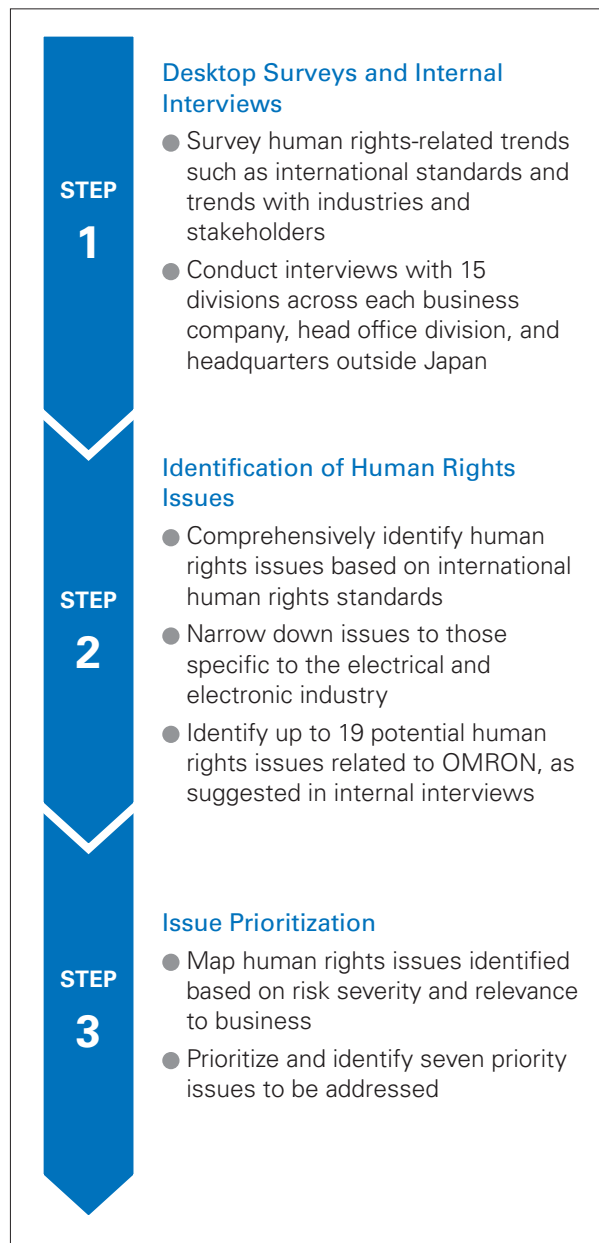 STEP
1
Desktop Surveys and Internal
Interviews
● Survey human rights-related trends
such as international standards and
trends with industries and
stakeholders
● Conduct interviews with 15
divisions across each business
company, head office division, and
headquarters outside Japan
STEP
2
Identification of Human Rights
Issues
● Comprehensively identify human
rights issues based on international
human rights standards
● Narrow down issues to those
specific to the electrical and
electronic industry
● Identify up to 19 potential human
rights issues related to OMRON, as
suggested in internal interviews
STEP
3
Issue Prioritization
● Map human rights issues identified
based on risk severity and relevance
to business
● Prioritize and identify seven priority
issues to be addressed